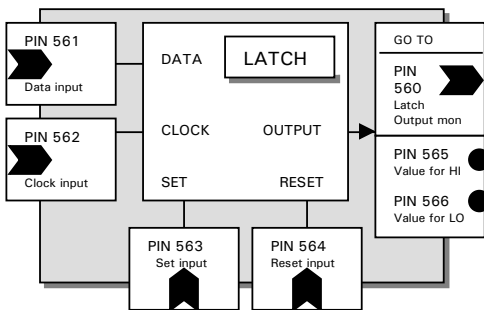 PIN 561
Data input
PIN 562
Clock input
DATA
LATCH
CLOCK
OUTPUT
SET
RESET
GO TO
PIN
560
Latch
Output mon
PIN 565
Value for HI
PIN 566
Value for LO
PIN 563
Set input
PIN 564
Reset input